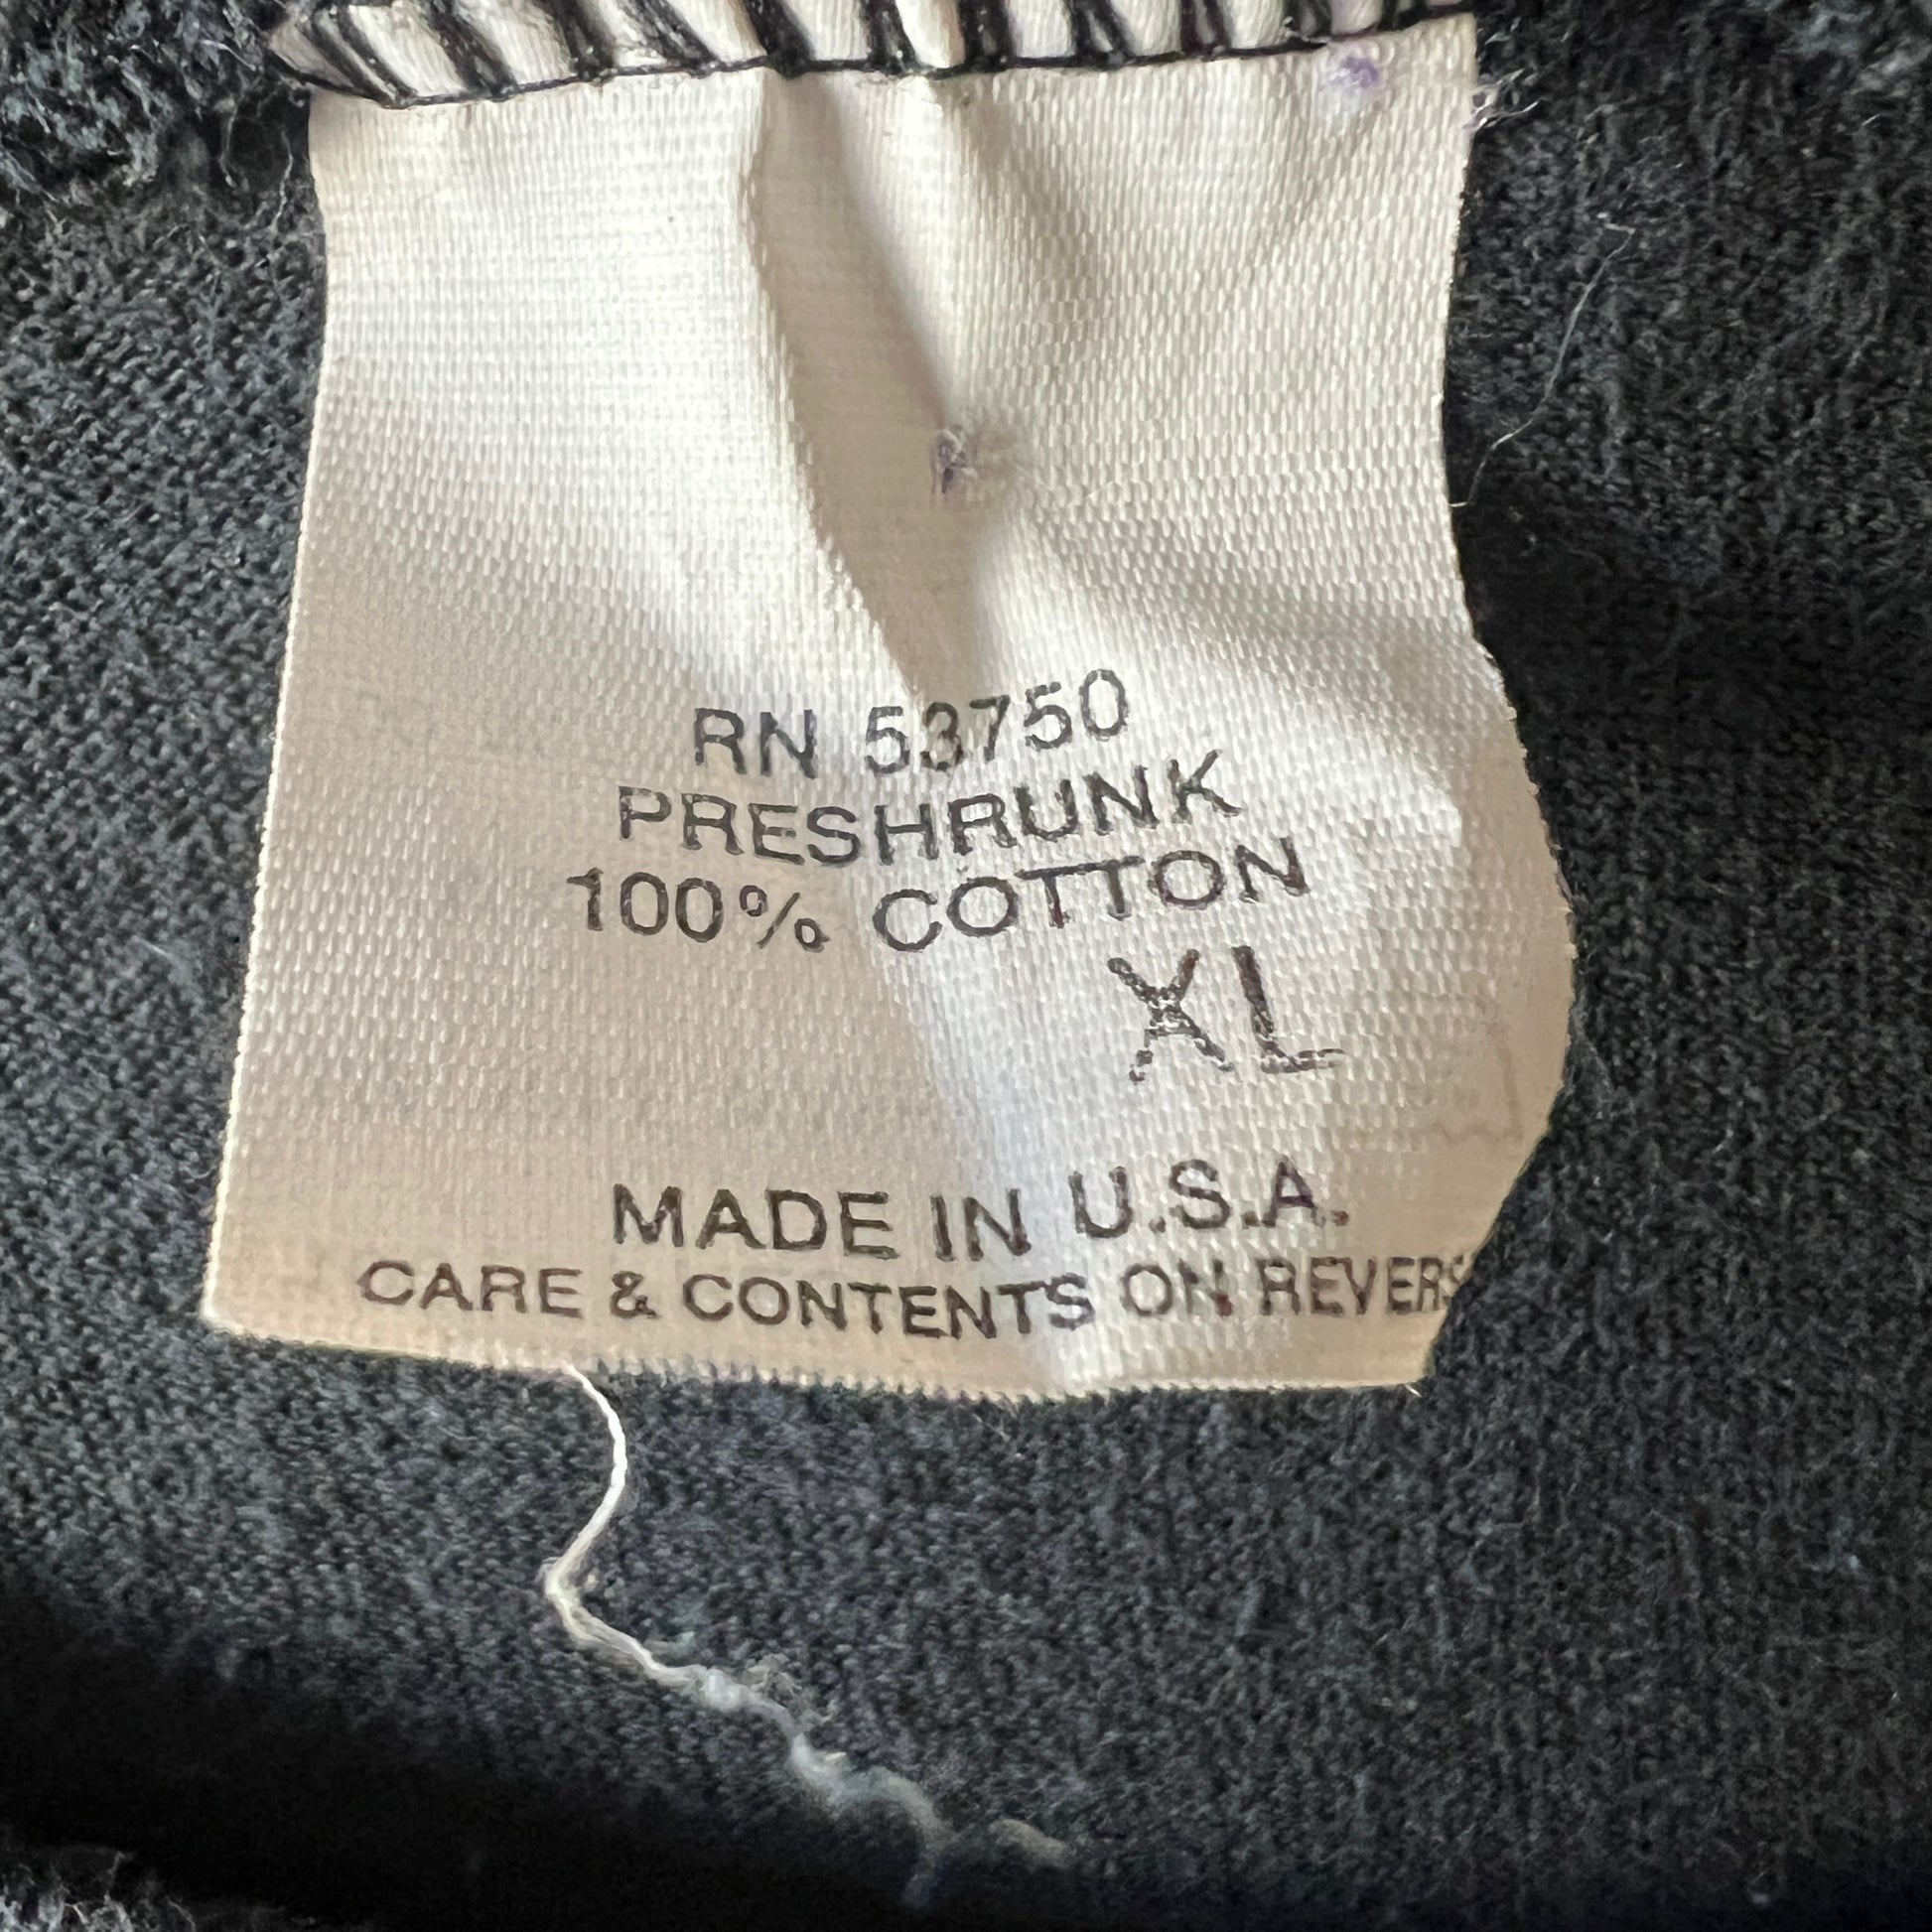 RN 53750
PRESHRUNK
100% COTTON
XL
MADE IN U.S.A.
CARE & CONTENTS ON REVERS